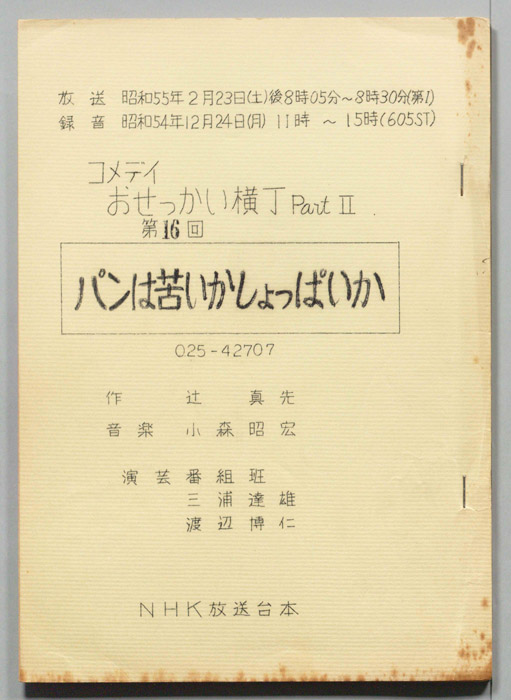 放送 昭和55年2月23日(土)後8時05分～8時30分(第1)
録音 昭和54年12月24日(月) 11時 ～ 15時(605ST)
コメディ
おせっかい横丁 Part II
第16回
パンは苦いかしょっぱいか
025-42707
作 辻 真先
音楽 小森昭宏
演芸番組班
三浦達雄
渡辺博仁
NHK放送台本